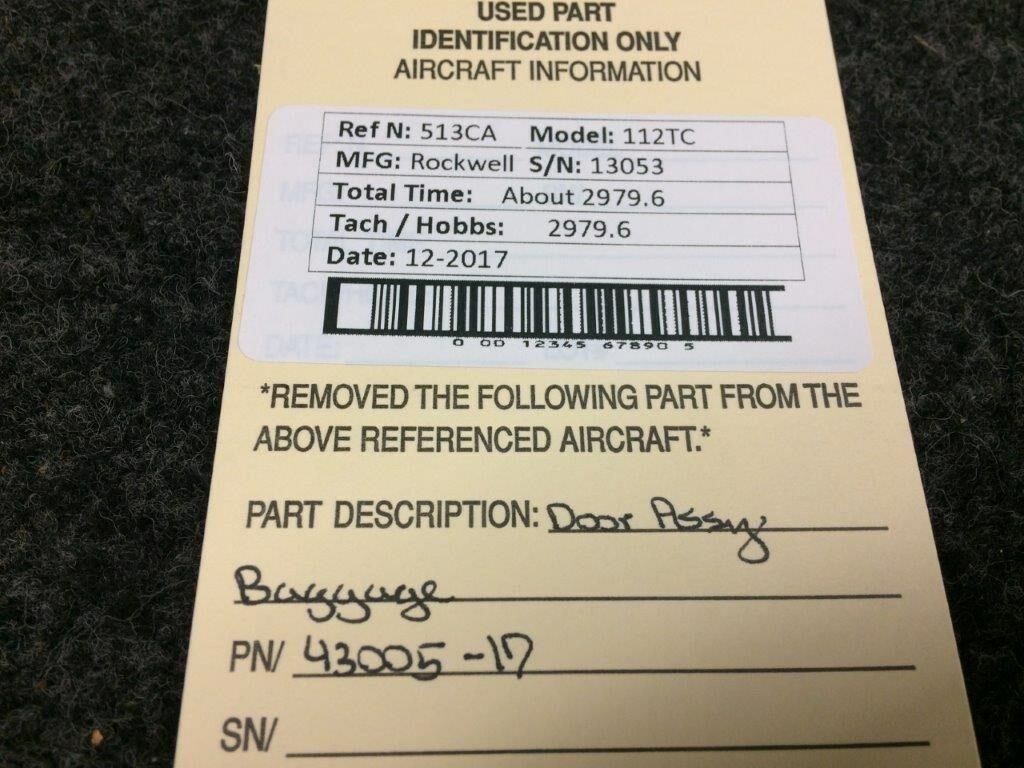 USED PART
IDENTIFICATION ONLY
AIRCRAFT INFORMATION
Ref N: 513CA Model: 112TC
MFG: Rockwell S/N: 13053
Total Time: About 2979.6
Tach / Hobbs: 2979.6
Date: 12-2017
0 00 12345 67890 5
*REMOVED THE FOLLOWING PART FROM THE
ABOVE REFERENCED AIRCRAFT.*
PART DESCRIPTION: Door Assy
Baggage
PN/ 43005-17
SN/